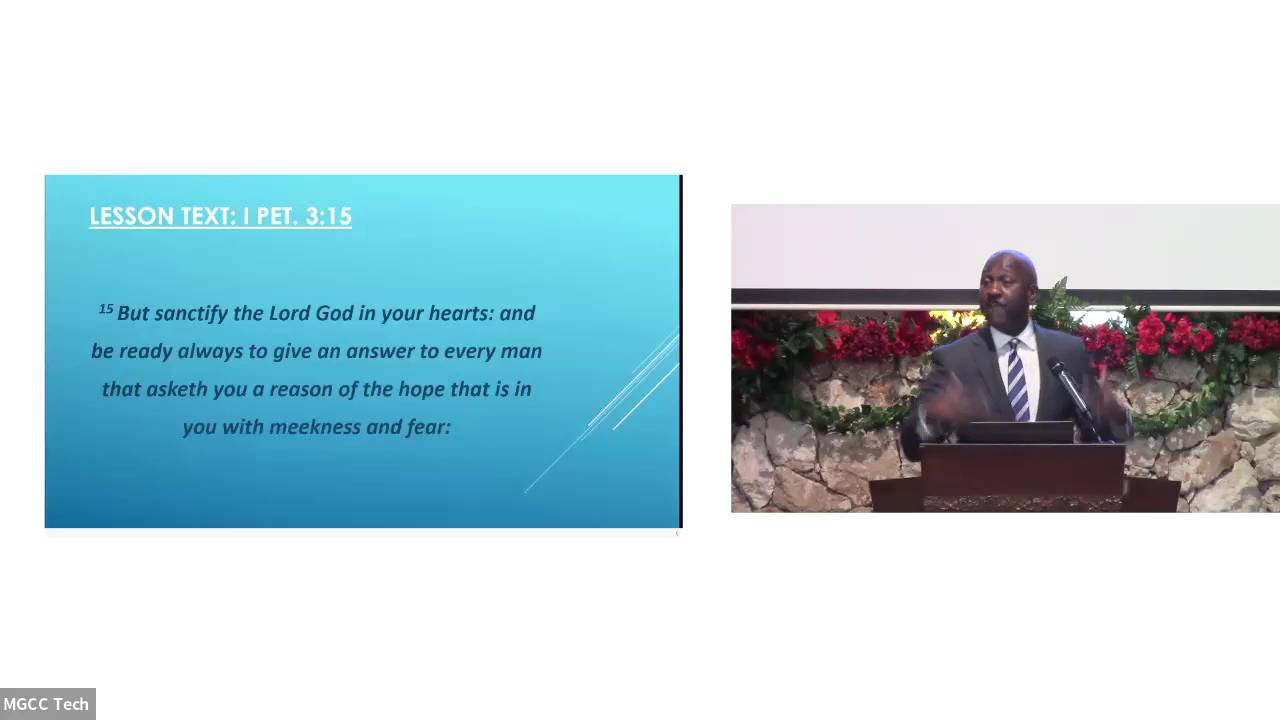 LESSON TEXT: I PET. 3:15
15 But sanctify the Lord God in your hearts: and
be ready always to give an answer to every man
that asketh you a reason of the hope that is in
you with meekness and fear:
MGCC Tech